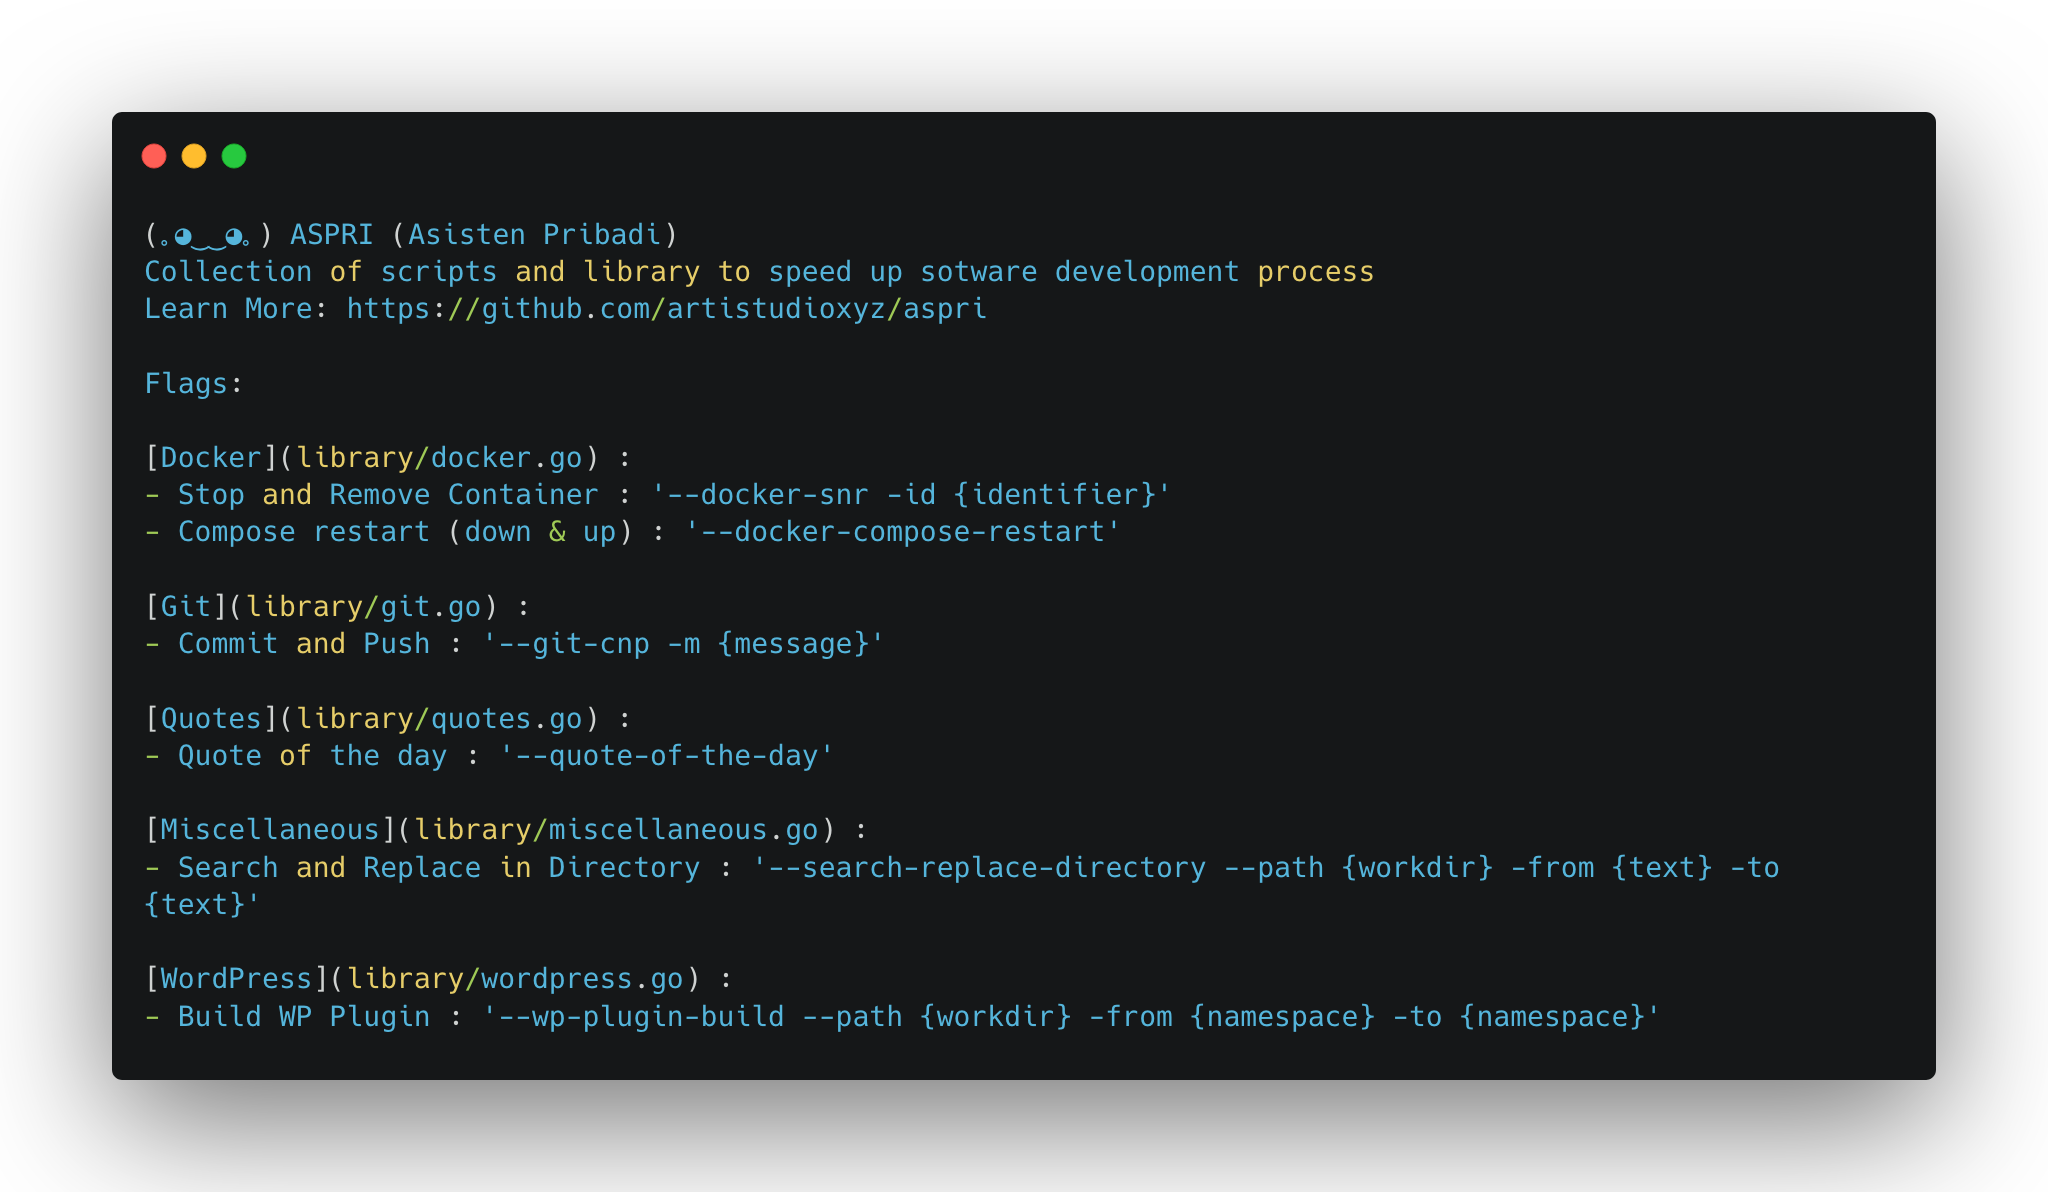 (｡◕‿‿◕｡) ASPRI (Asisten Pribadi)
Collection of scripts and library to speed up sotware development process
Learn More: https://github.com/artistudioxyz/aspri
Flags:
[Docker](library/docker.go) :
- Stop and Remove Container : '--docker-snr -id {identifier}'
- Compose restart (down & up) : '--docker-compose-restart'
[Git](library/git.go) :
- Commit and Push : '--git-cnp -m {message}'
[Quotes](library/quotes.go) :
- Quote of the day : '--quote-of-the-day'
[Miscellaneous](library/miscellaneous.go) :
- Search and Replace in Directory : '--search-replace-directory --path {workdir} -from {text} -to
{text}'
[WordPress](library/wordpress.go) :
- Build WP Plugin : '--wp-plugin-build --path {workdir} -from {namespace} -to {namespace}'